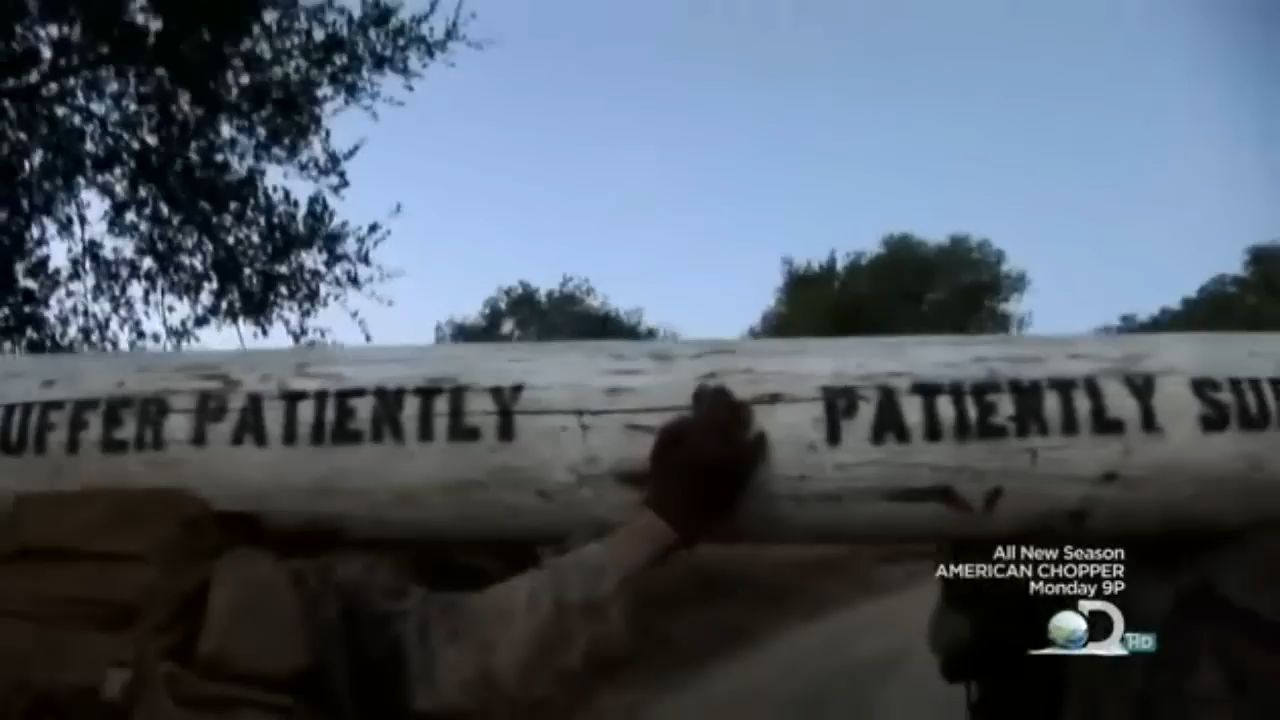 UFFER PATIENTLY PATIENTLY SU
All New Season
AMERICAN CHOPPER
Monday 9P
D HD